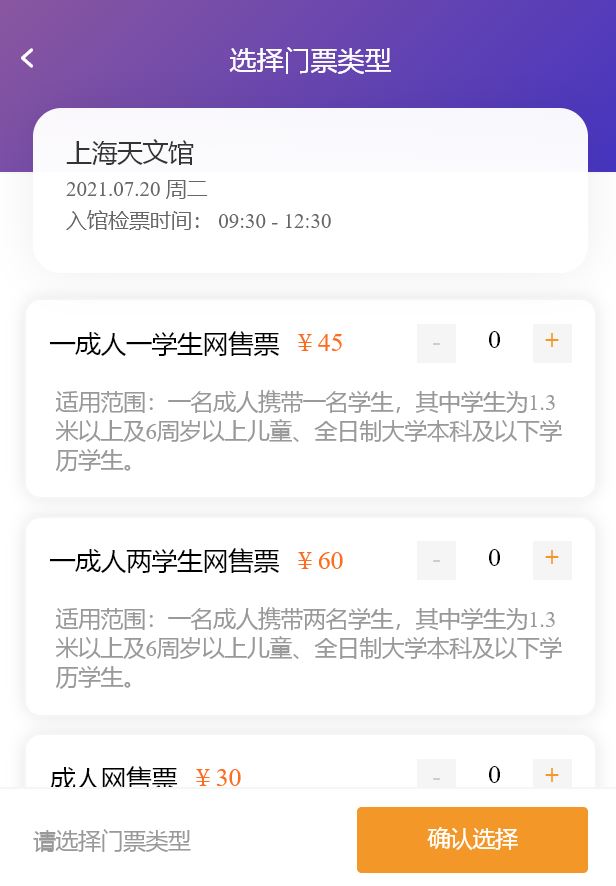 选择门票类型
上海天文馆
2021.07.20 周二
入馆检票时间： 09:30 - 12:30
一成人一学生网售票 ￥45 - 0 +
适用范围：一名成人携带一名学生，其中学生为1.3
米以上及6周岁以上儿童、全日制大学本科及以下学
历学生。
一成人两学生网售票 ￥60 - 0 +
适用范围：一名成人携带两名学生，其中学生为1.3
米以上及6周岁以上儿童、全日制大学本科及以下学
历学生。
成人网售票 ￥30 - 0 +
请选择门票类型 确认选择